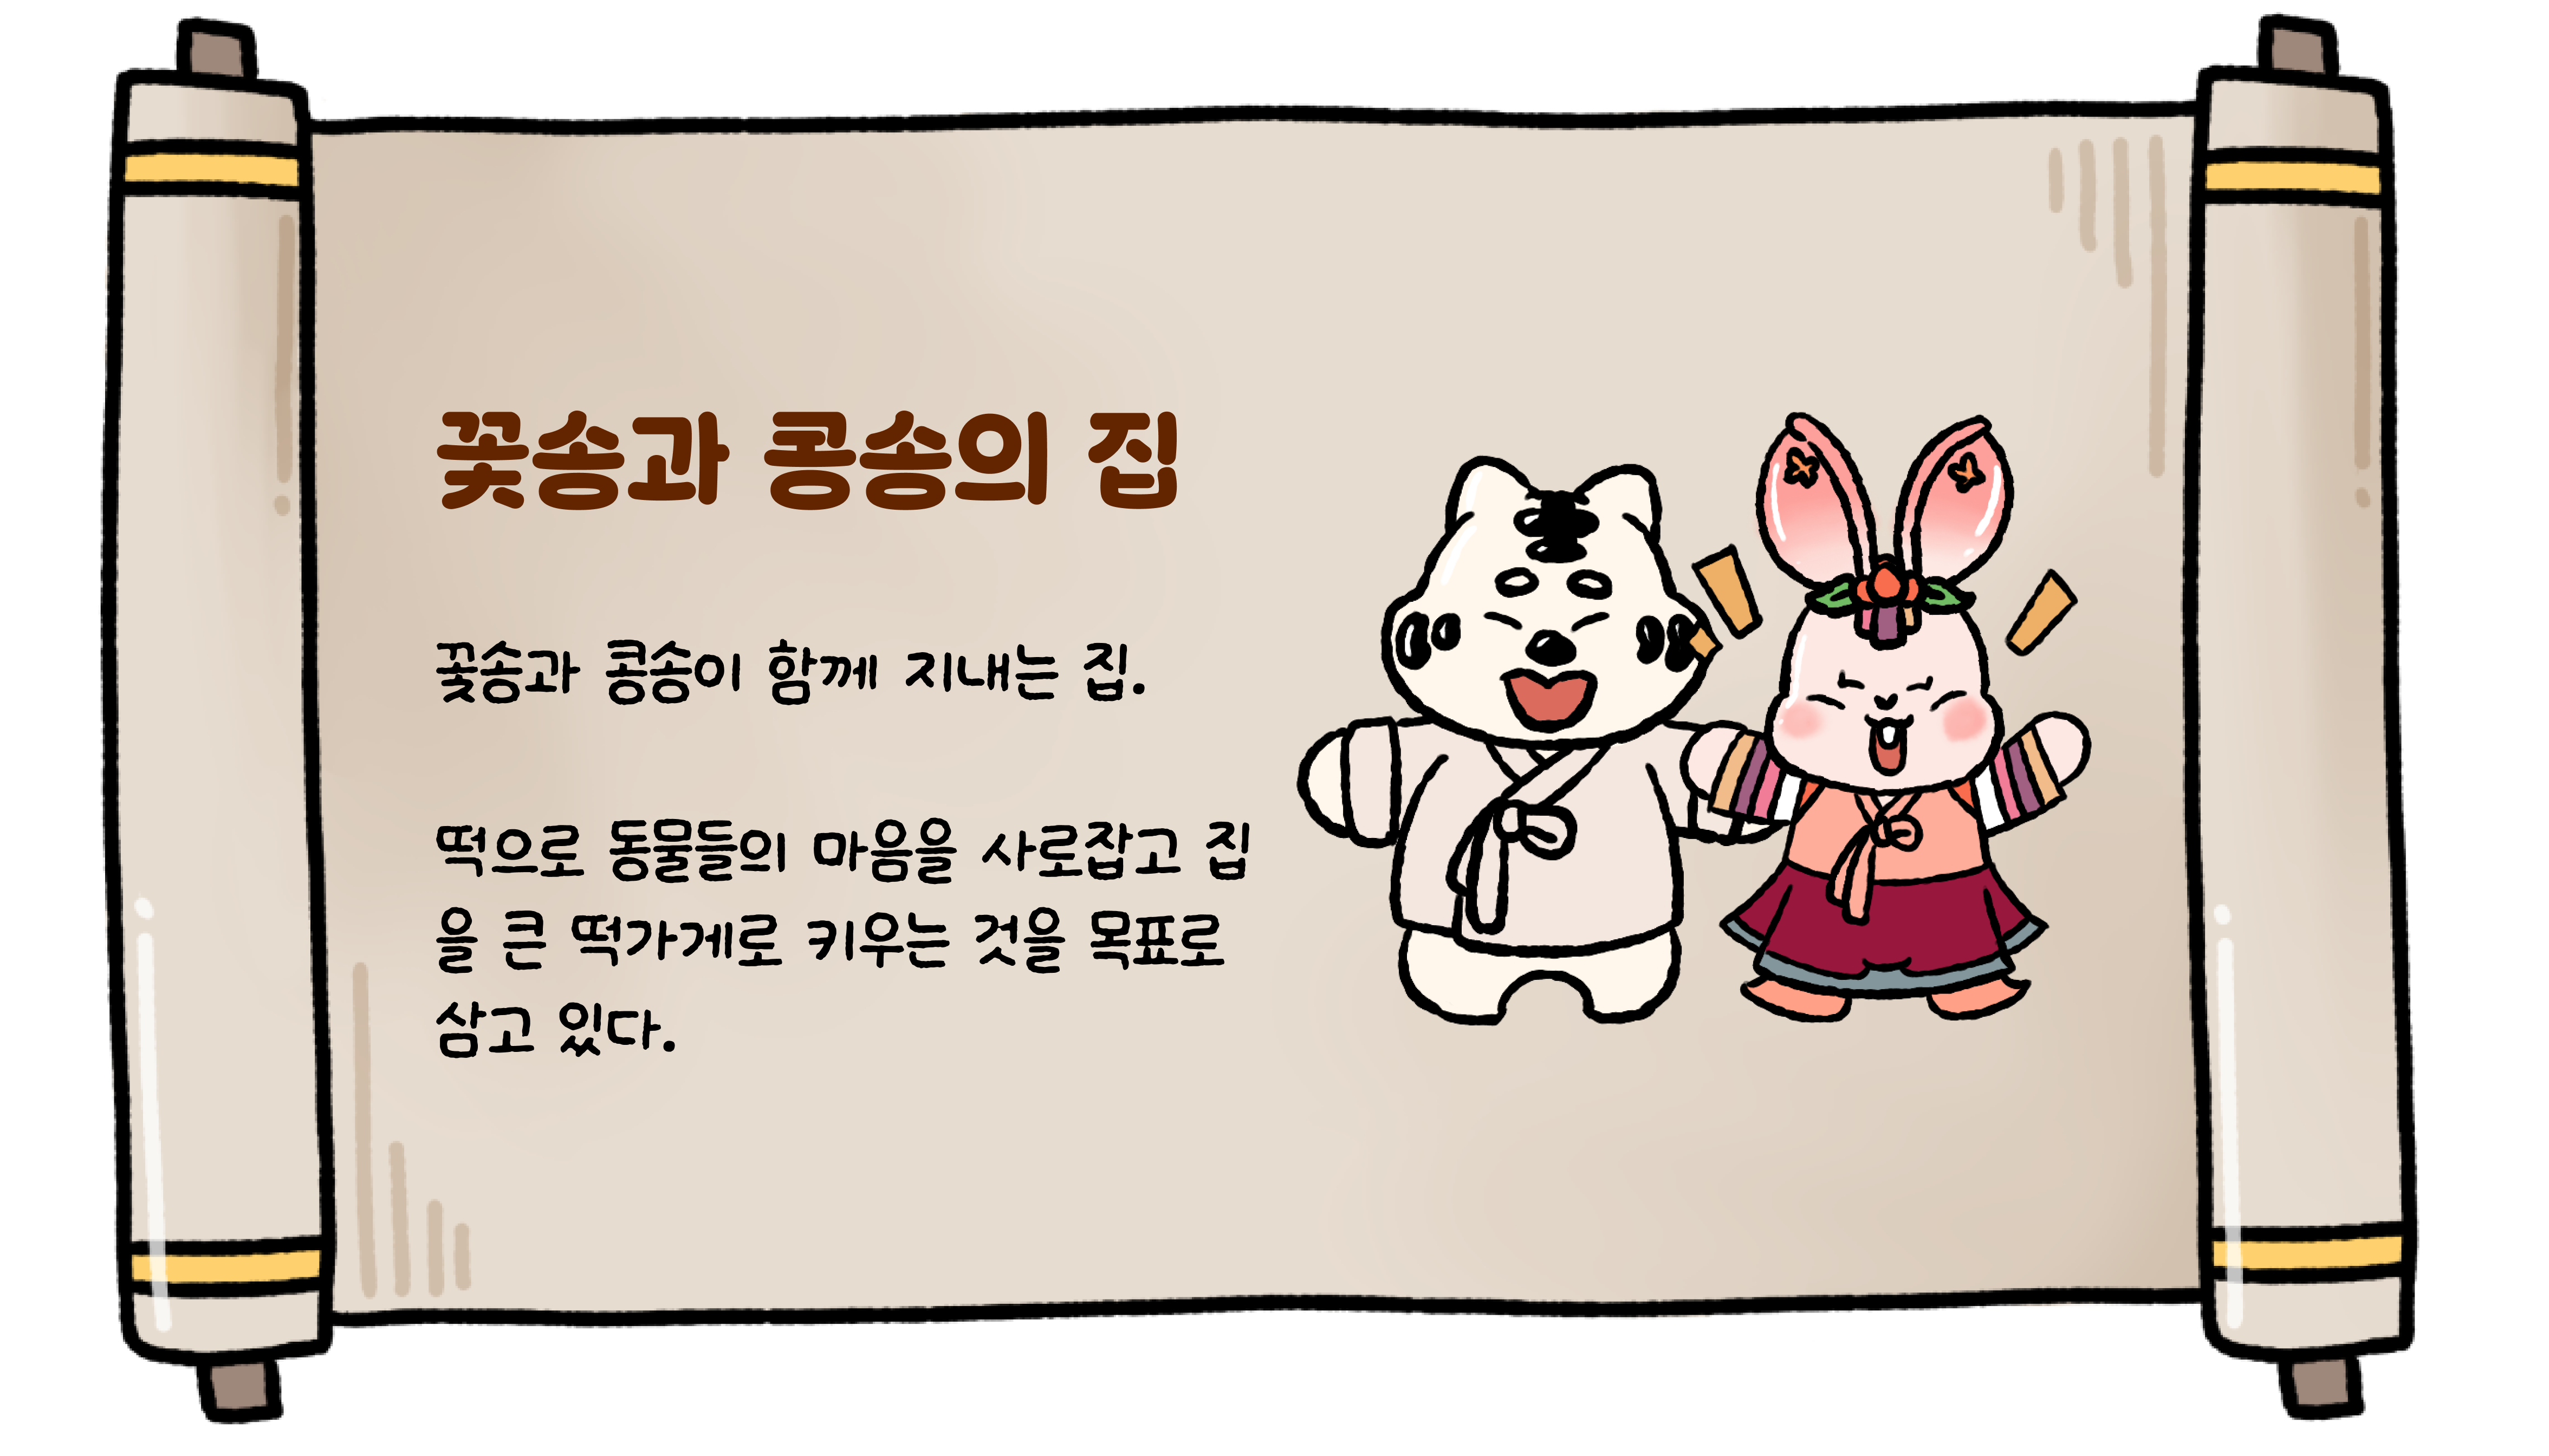 꽃송과 콩송의 집
꽃송과 콩송이 함께 지내는 집.
떡으로 동물들의 마음을 사로잡고 집
을 큰 떡가게로 키우는 것을 목표로
삼고 있다.